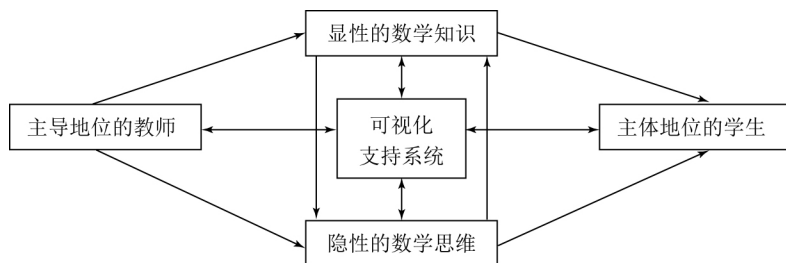 显性的数学知识
主导地位的教师
可视化
支持系统
主体地位的学生
隐性的数学思维